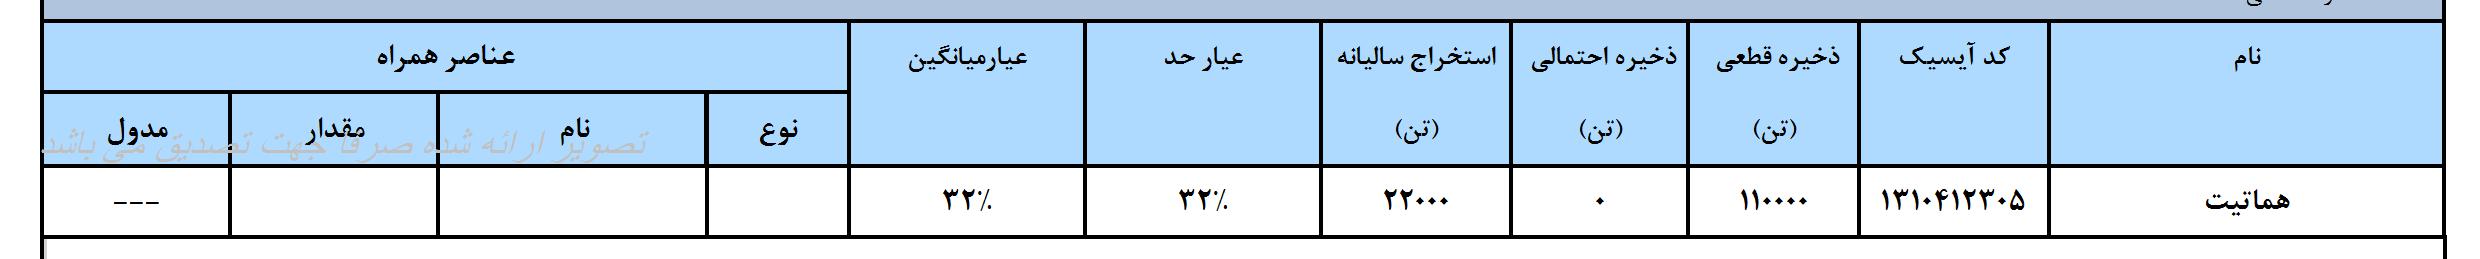 نام کد آیسیک ذخیره قطعی ذخیره احتمالی استخراج سالیانه عیار حد عیارمیانگین عناصر همراه
(تن) (تن) (تن) نوع نام مقدار مدول
تصویر ارائه شده صرفا جهت تصدیق می باشد
هماتیت ۱۳۱۰۴۱۲۳۰۵ ۱۱۰۰۰۰ ۰ ۲۲۰۰۰ ۳۲٪ ۳۲٪ ---